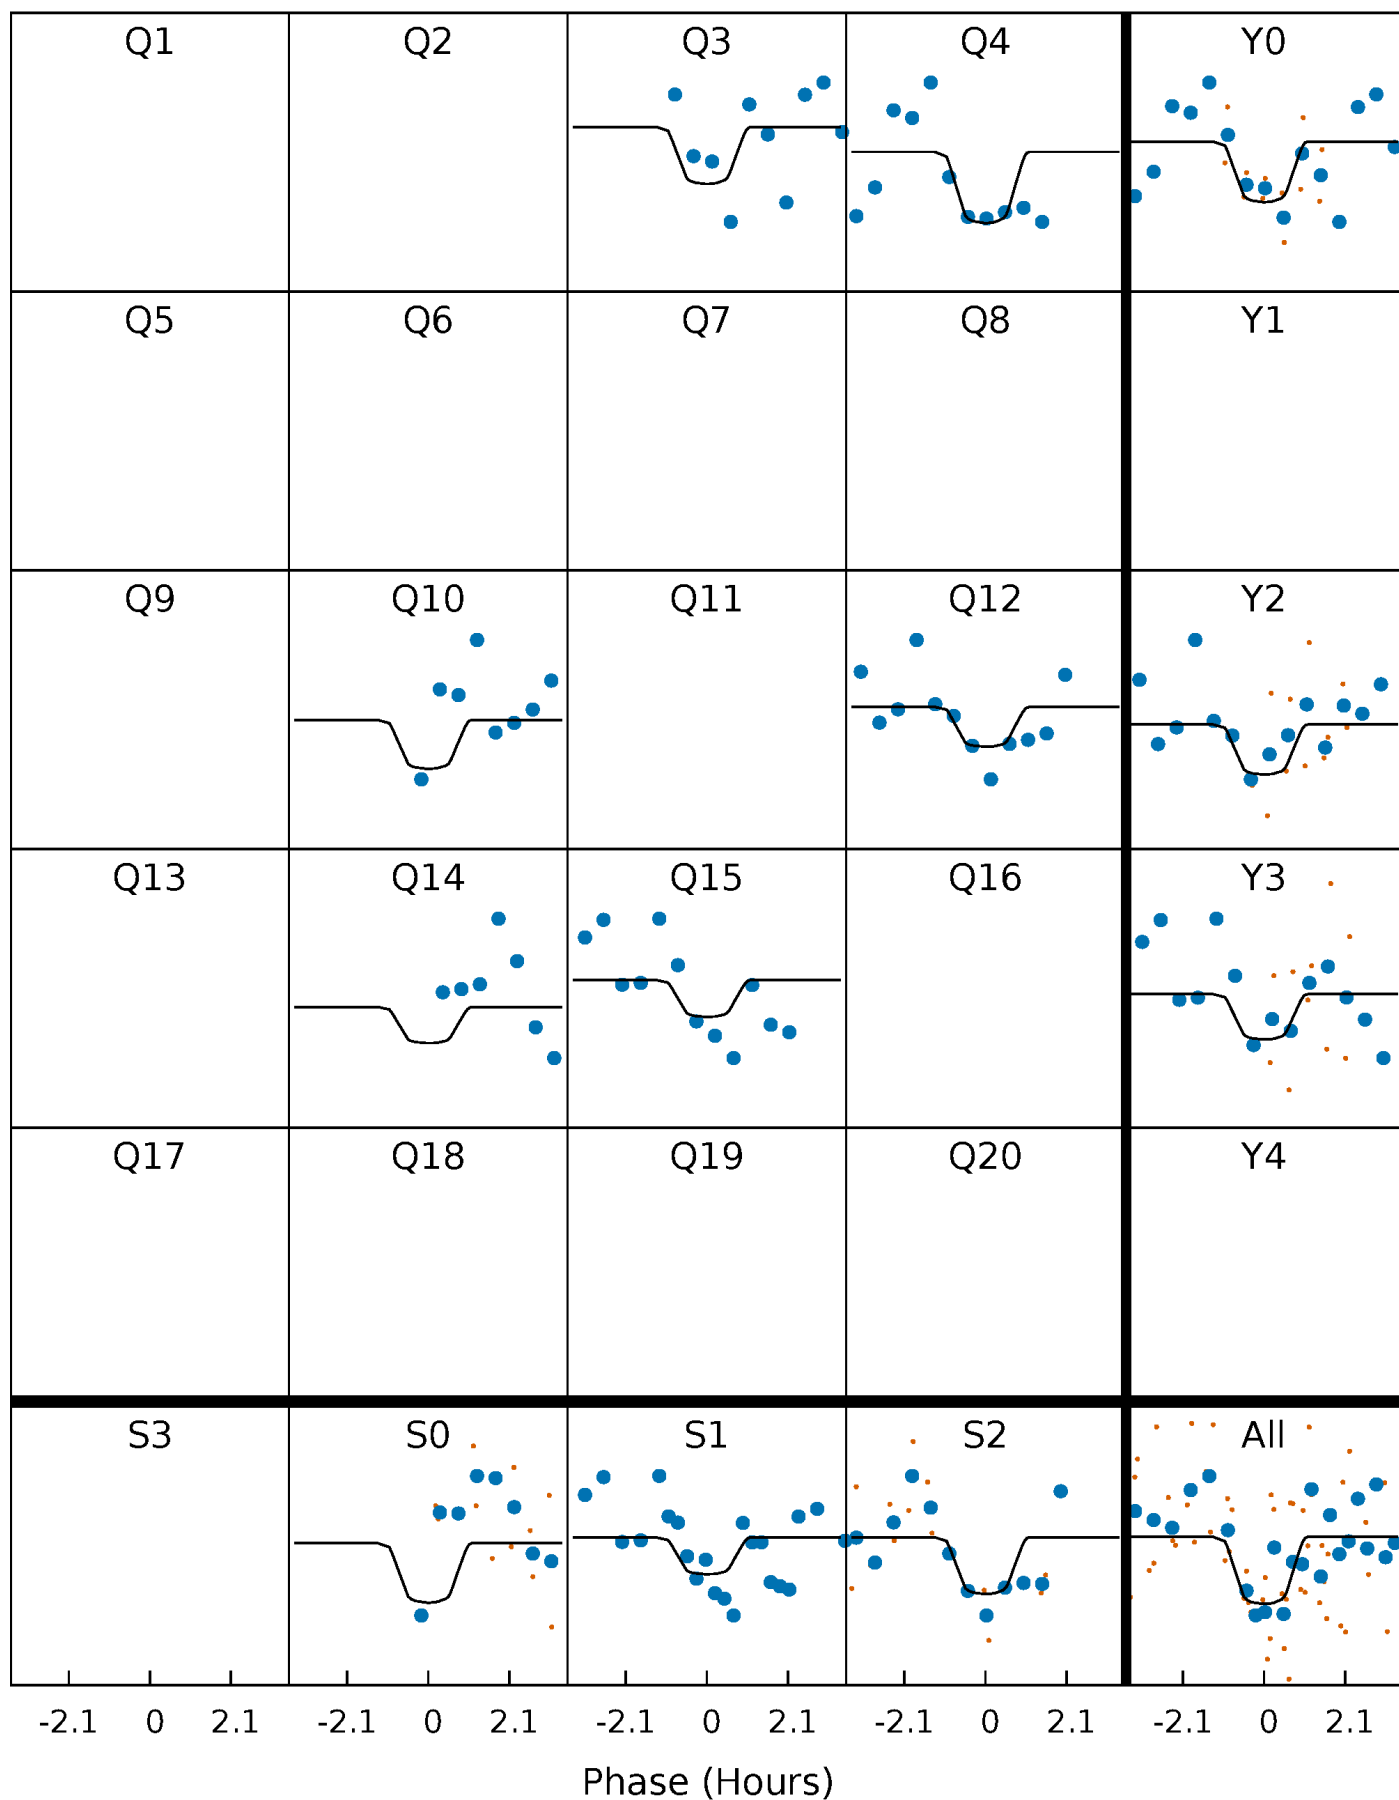 Q1 Q2 Q3 Q4 Y0
Q5 Q6 Q7 Q8 Y1
Q9 Q10 Q11 Q12 Y2
Q13 Q14 Q15 Q16 Y3
Q17 Q18 Q19 Q20 Y4
S3 S0 S1 S2 All
-2.1 0 2.1 -2.1 0 2.1 -2.1 0 2.1 -2.1 0 2.1 -2.1 0 2.1
Phase (Hours)